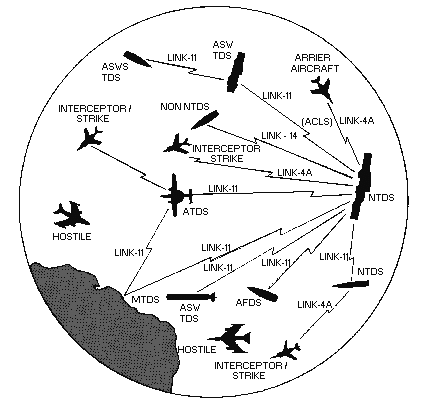 ASW
TDS
LINK-11
ASWS
TDS
ARRIER
AIRCRAFT
LINK-11
INTERCEPTOR /
STRIKE
NON NTDS
(ACLS)
LINK-4A
LINK - 14
INTERCEPTOR
STRIKE
LINK-4A
LINK-11
NTDS
ATDS
HOSTILE
LINK-11
LINK-11
LINK-11
LINK-11
LINK-11
NTDS
MTDS
ASW
TDS
AFDS
LINK-4A
HOSTILE
INTERCEPTOR /
STRIKE